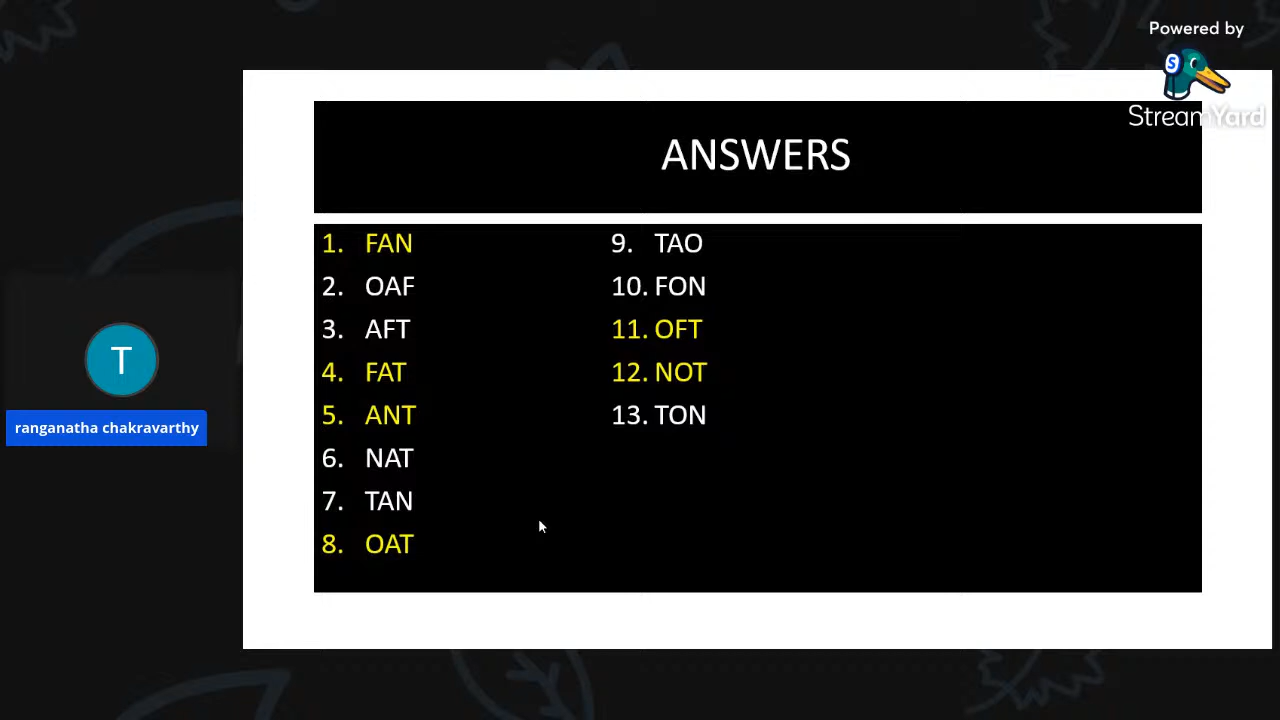 Powered by
StreamYard
ANSWERS
1. FAN
2. OAF
3. AFT
4. FAT
5. ANT
6. NAT
7. TAN
8. OAT
9. TAO
10. FON
11. OFT
12. NOT
13. TON
T
ranganatha chakravarthy